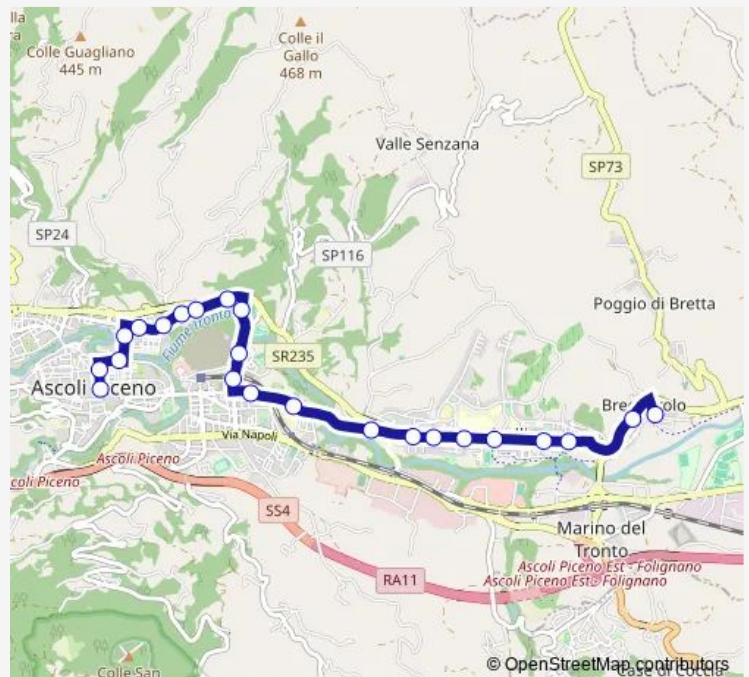 Colle Guagliano
445 m
Colle il
Gallo
468 m
Valle Senzana
SP73
SP24
SP116
Poggio di Bretta
Fiume Tronto
SR235
Ascoli Piceno
Via Napoli
Ascoli Piceno
SS4
Marino del
Tronto
Ascoli Piceno Est - Folignano
Ascoli Piceno Est - Folignano
RA11
Colle San
© OpenStreetMap contributors